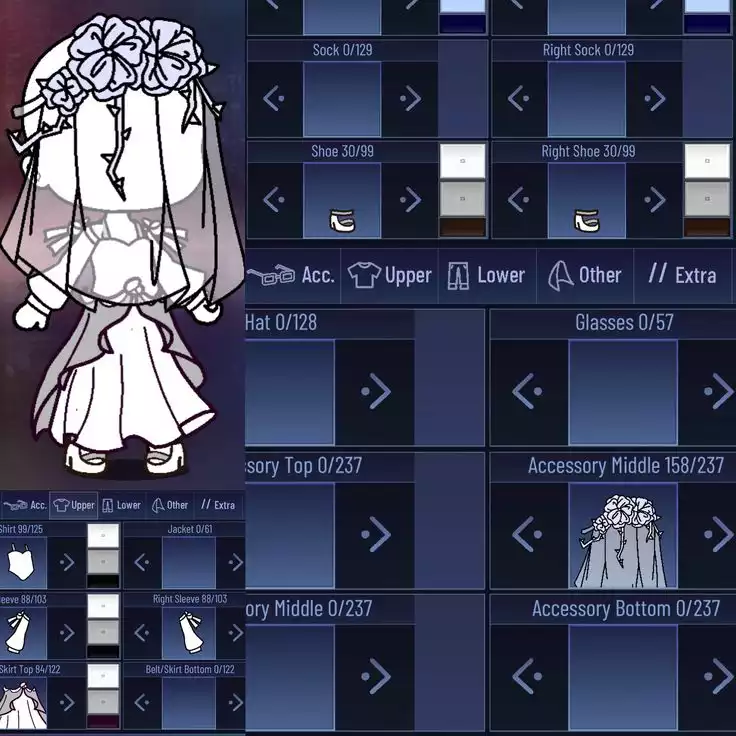 Sock 0/129
Right Sock 0/129
Shoe 30/99
Right Shoe 30/99
Acc.
Upper
Lower
Other
Extra
Hat 0/128
Glasses 0/57
ssory Top 0/237
Accessory Middle 158/237
ory Middle 0/237
Accessory Bottom 0/237
Acc.
Upper
Lower
Other
Extra
Shirt 99/125
Jacket 0/61
eeve 88/103
Right Sleeve 88/103
Skirt Top 84/122
Belt/Skirt Bottom 0/122